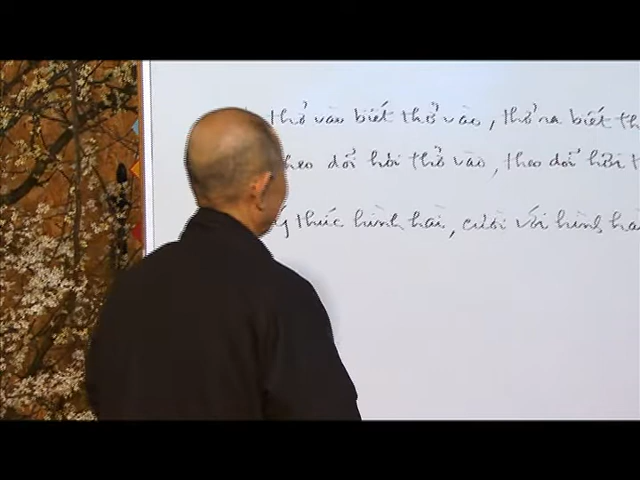 thở vào biết thở vào, thở ra biết
theo dõi hơi thở vào, theo dõi hơi
ý thức hình hài, cười với hình hài